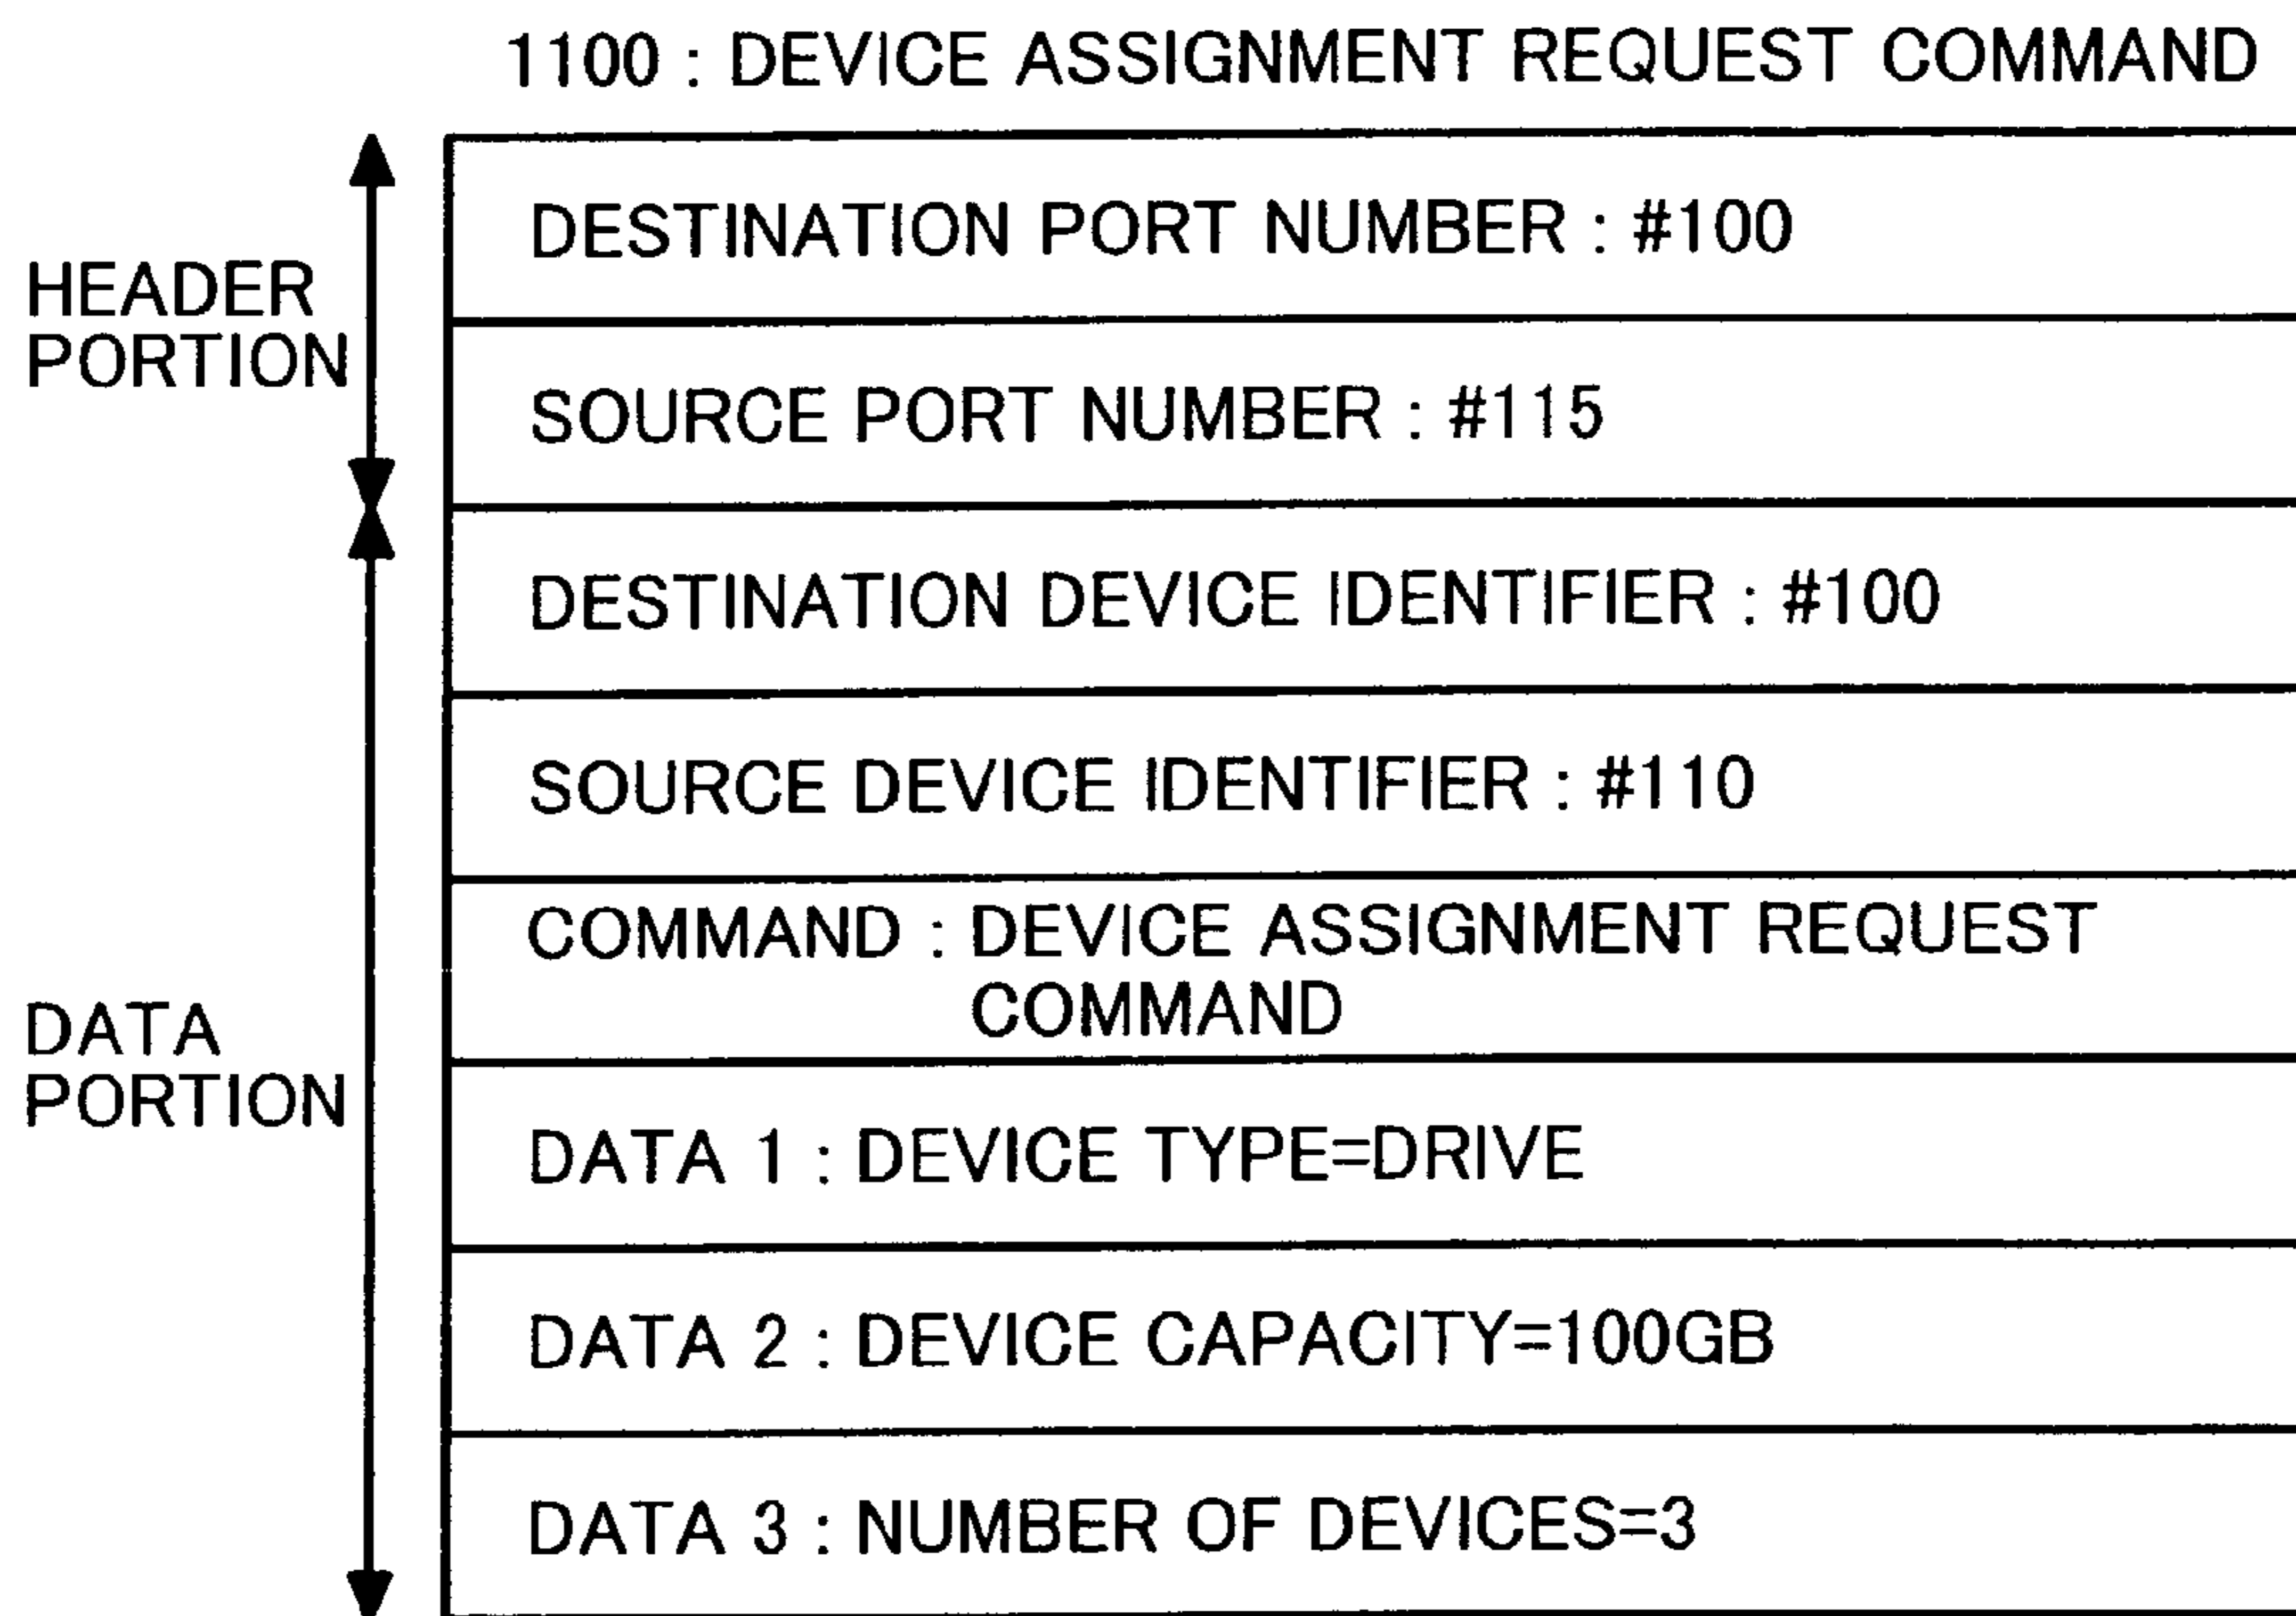 1100 : DEVICE ASSIGNMENT REQUEST COMMAND
HEADER
PORTION
DESTINATION PORT NUMBER : #100
SOURCE PORT NUMBER : #115
DATA
PORTION
DESTINATION DEVICE IDENTIFIER : #100
SOURCE DEVICE IDENTIFIER : #110
COMMAND : DEVICE ASSIGNMENT REQUEST
COMMAND
DATA 1 : DEVICE TYPE=DRIVE
DATA 2 : DEVICE CAPACITY=100GB
DATA 3 : NUMBER OF DEVICES=3